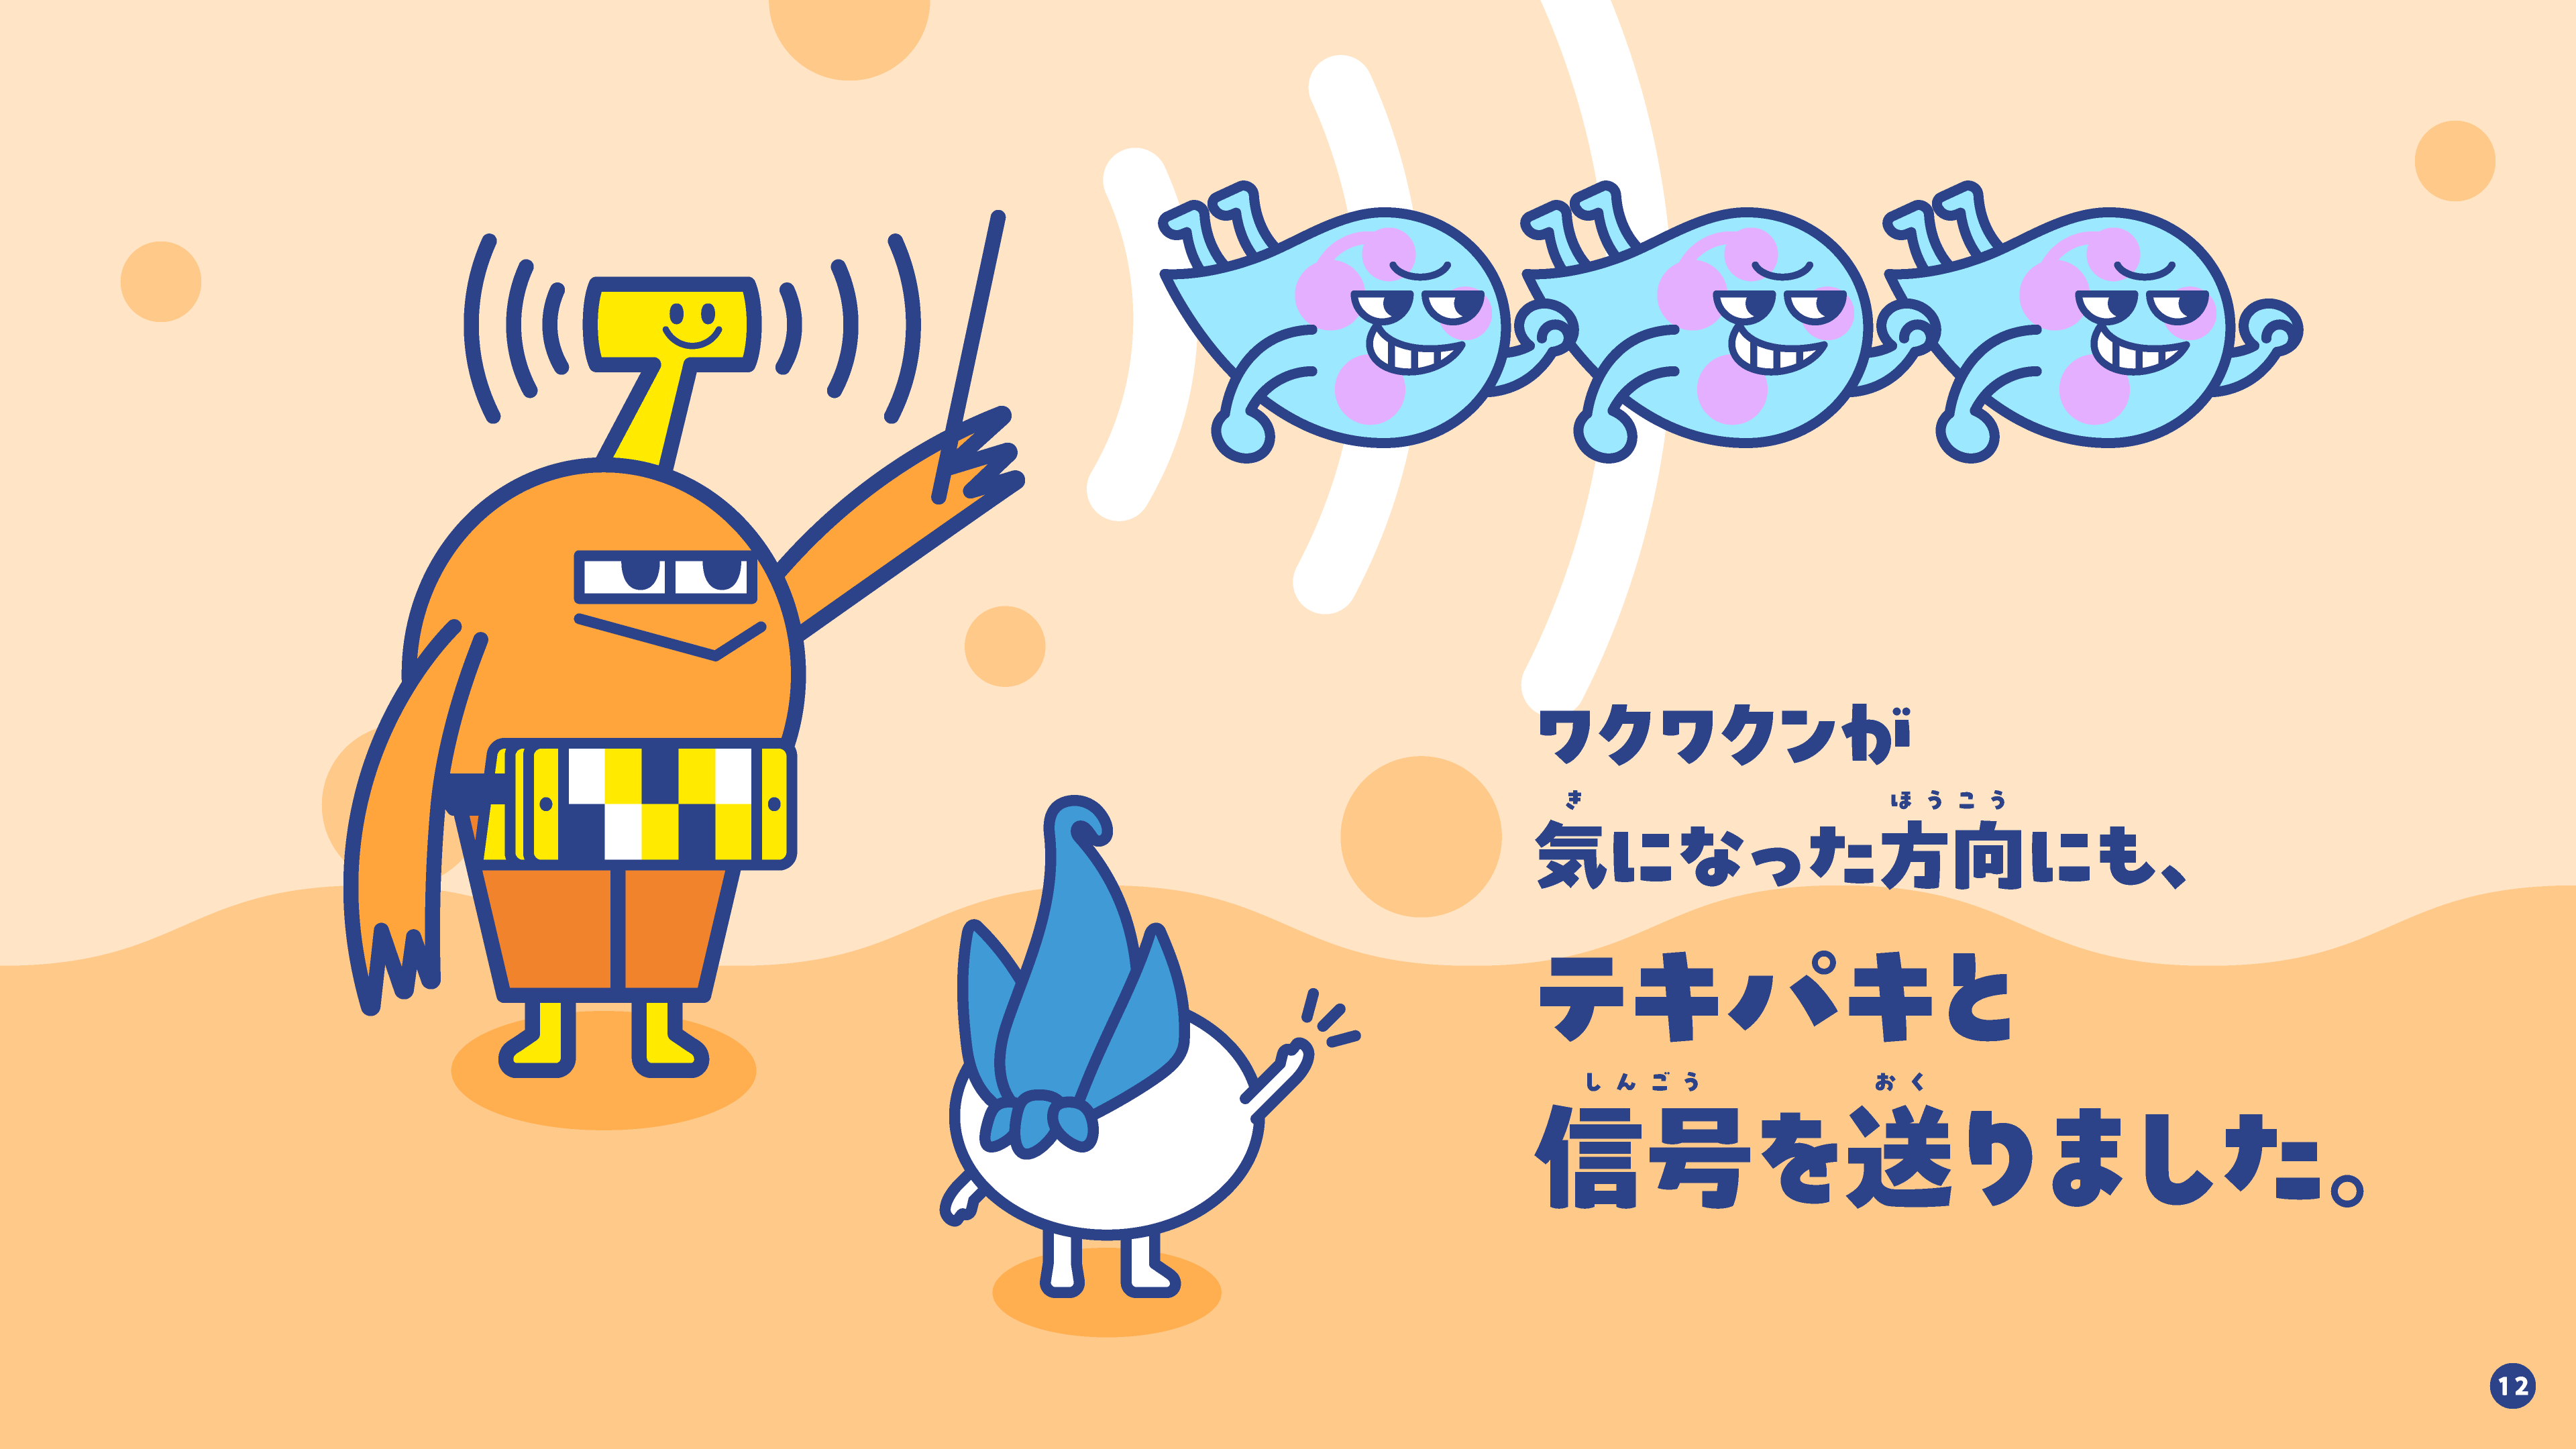 ワクワクンが
き ほうこう
気になった方向にも、
テキパキと
しんごう おく
信号を送りました。
12